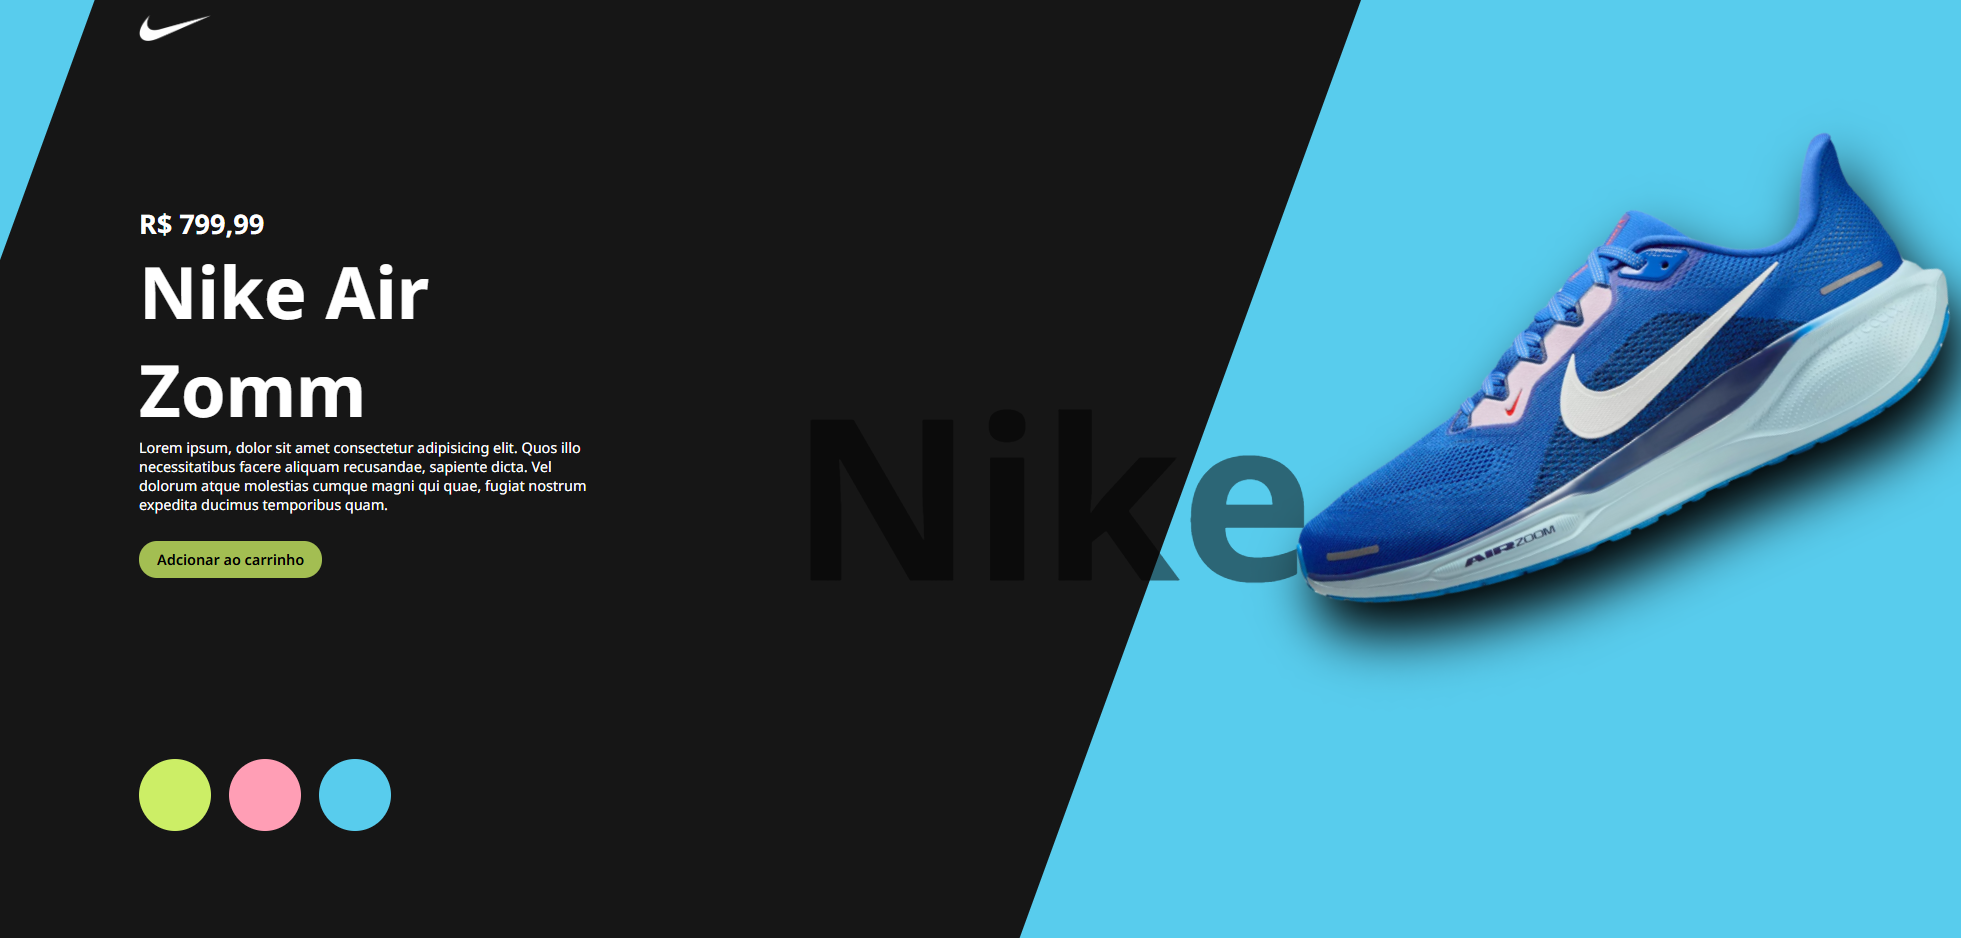 R$ 799,99
Nike Air
Zomm
Lorem ipsum, dolor sit amet consectetur adipisicing elit. Quos illo
necessitatibus facere aliquam recusandae, sapiente dicta. Vel
dolorum atque molestias cumque magni qui quae, fugiat nostrum
expedita ducimus temporibus quam.
Adcionar ao carrinho
Nike
AIR ZOOM